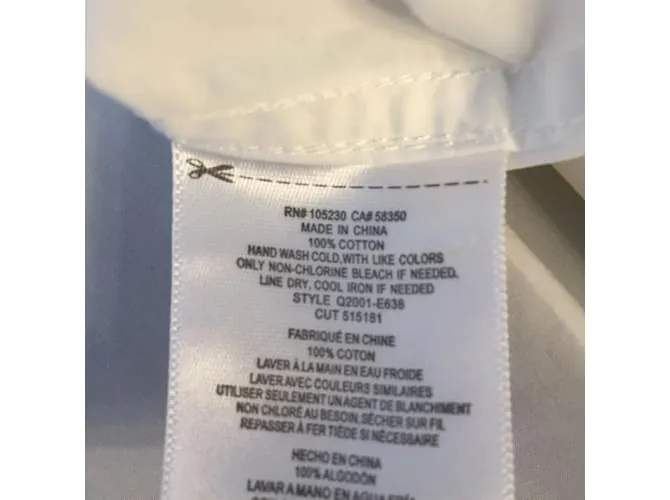 RN# 105230 CA# 58350
MADE IN CHINA
100% COTTON
HAND WASH COLD,WITH LIKE COLORS
ONLY NON-CHLORINE BLEACH IF NEEDED.
LINE DRY, COOL IRON IF NEEDED
STYLE Q2001-E638
CUT 515181
FABRIQUÉ EN CHINE
100% COTON
LAVER À LA MAIN EN EAU FROIDE
LAVER AVEC COULEURS SIMILAIRES
UTILISER SEULEMENT UN AGENT DE BLANCHIMENT
NON CHLORÉ AU BESOIN, SÉCHER SUR FIL
REPASSER À FER TIÈDE SI NÉCESSAIRE
HECHO EN CHINA
100% ALGODÓN
LAVAR A MANO EN AGUA FRÍA